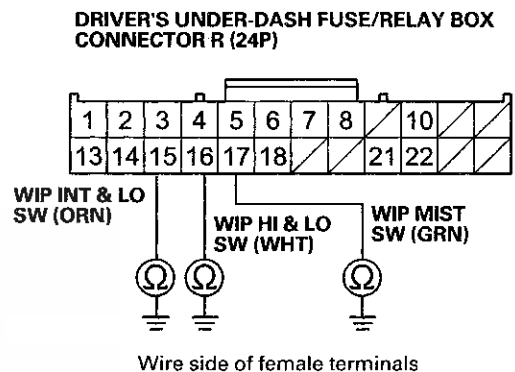 DRIVER'S UNDER-DASH FUSE/RELAY BOX
CONNECTOR R (24P)
1 2 3 4 5 6 7 8 10
13 14 15 16 17 18 21 22
WIP INT & LO
SW (ORN)
WIP HI & LO
SW (WHT)
WIP MIST
SW (GRN)
Ω Ω Ω
Wire side of female terminals